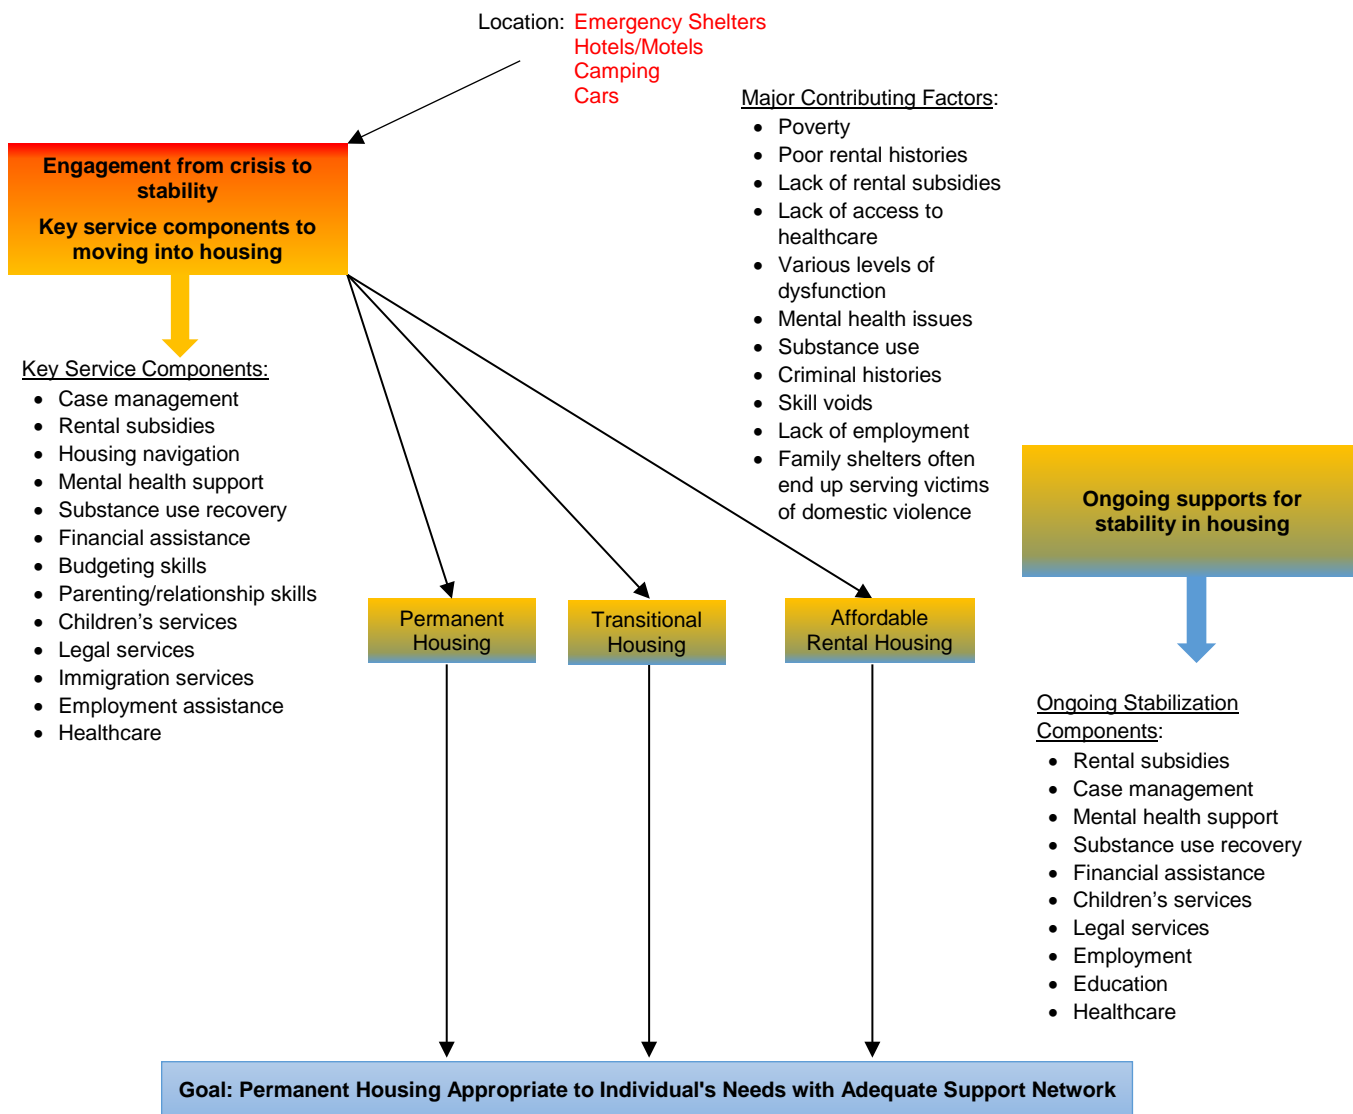 Location: Emergency Shelters
Hotels/Motels
Camping
Cars
Engagement from crisis to
stability
Key service components to
moving into housing
Key Service Components:
• Case management
• Rental subsidies
• Housing navigation
• Mental health support
• Substance use recovery
• Financial assistance
• Budgeting skills
• Parenting/relationship skills
• Children's services
• Legal services
• Immigration services
• Employment assistance
• Healthcare
Major Contributing Factors:
• Poverty
• Poor rental histories
• Lack of rental subsidies
• Lack of access to
healthcare
• Various levels of
dysfunction
• Mental health issues
• Substance use
• Criminal histories
• Skill voids
• Lack of employment
• Family shelters often
end up serving victims
of domestic violence
Permanent
Housing
Transitional
Housing
Affordable
Rental Housing
Ongoing supports for
stability in housing
Ongoing Stabilization
Components:
• Rental subsidies
• Case management
• Mental health support
• Substance use recovery
• Financial assistance
• Children's services
• Legal services
• Employment
• Education
• Healthcare
Goal: Permanent Housing Appropriate to Individual's Needs with Adequate Support Network